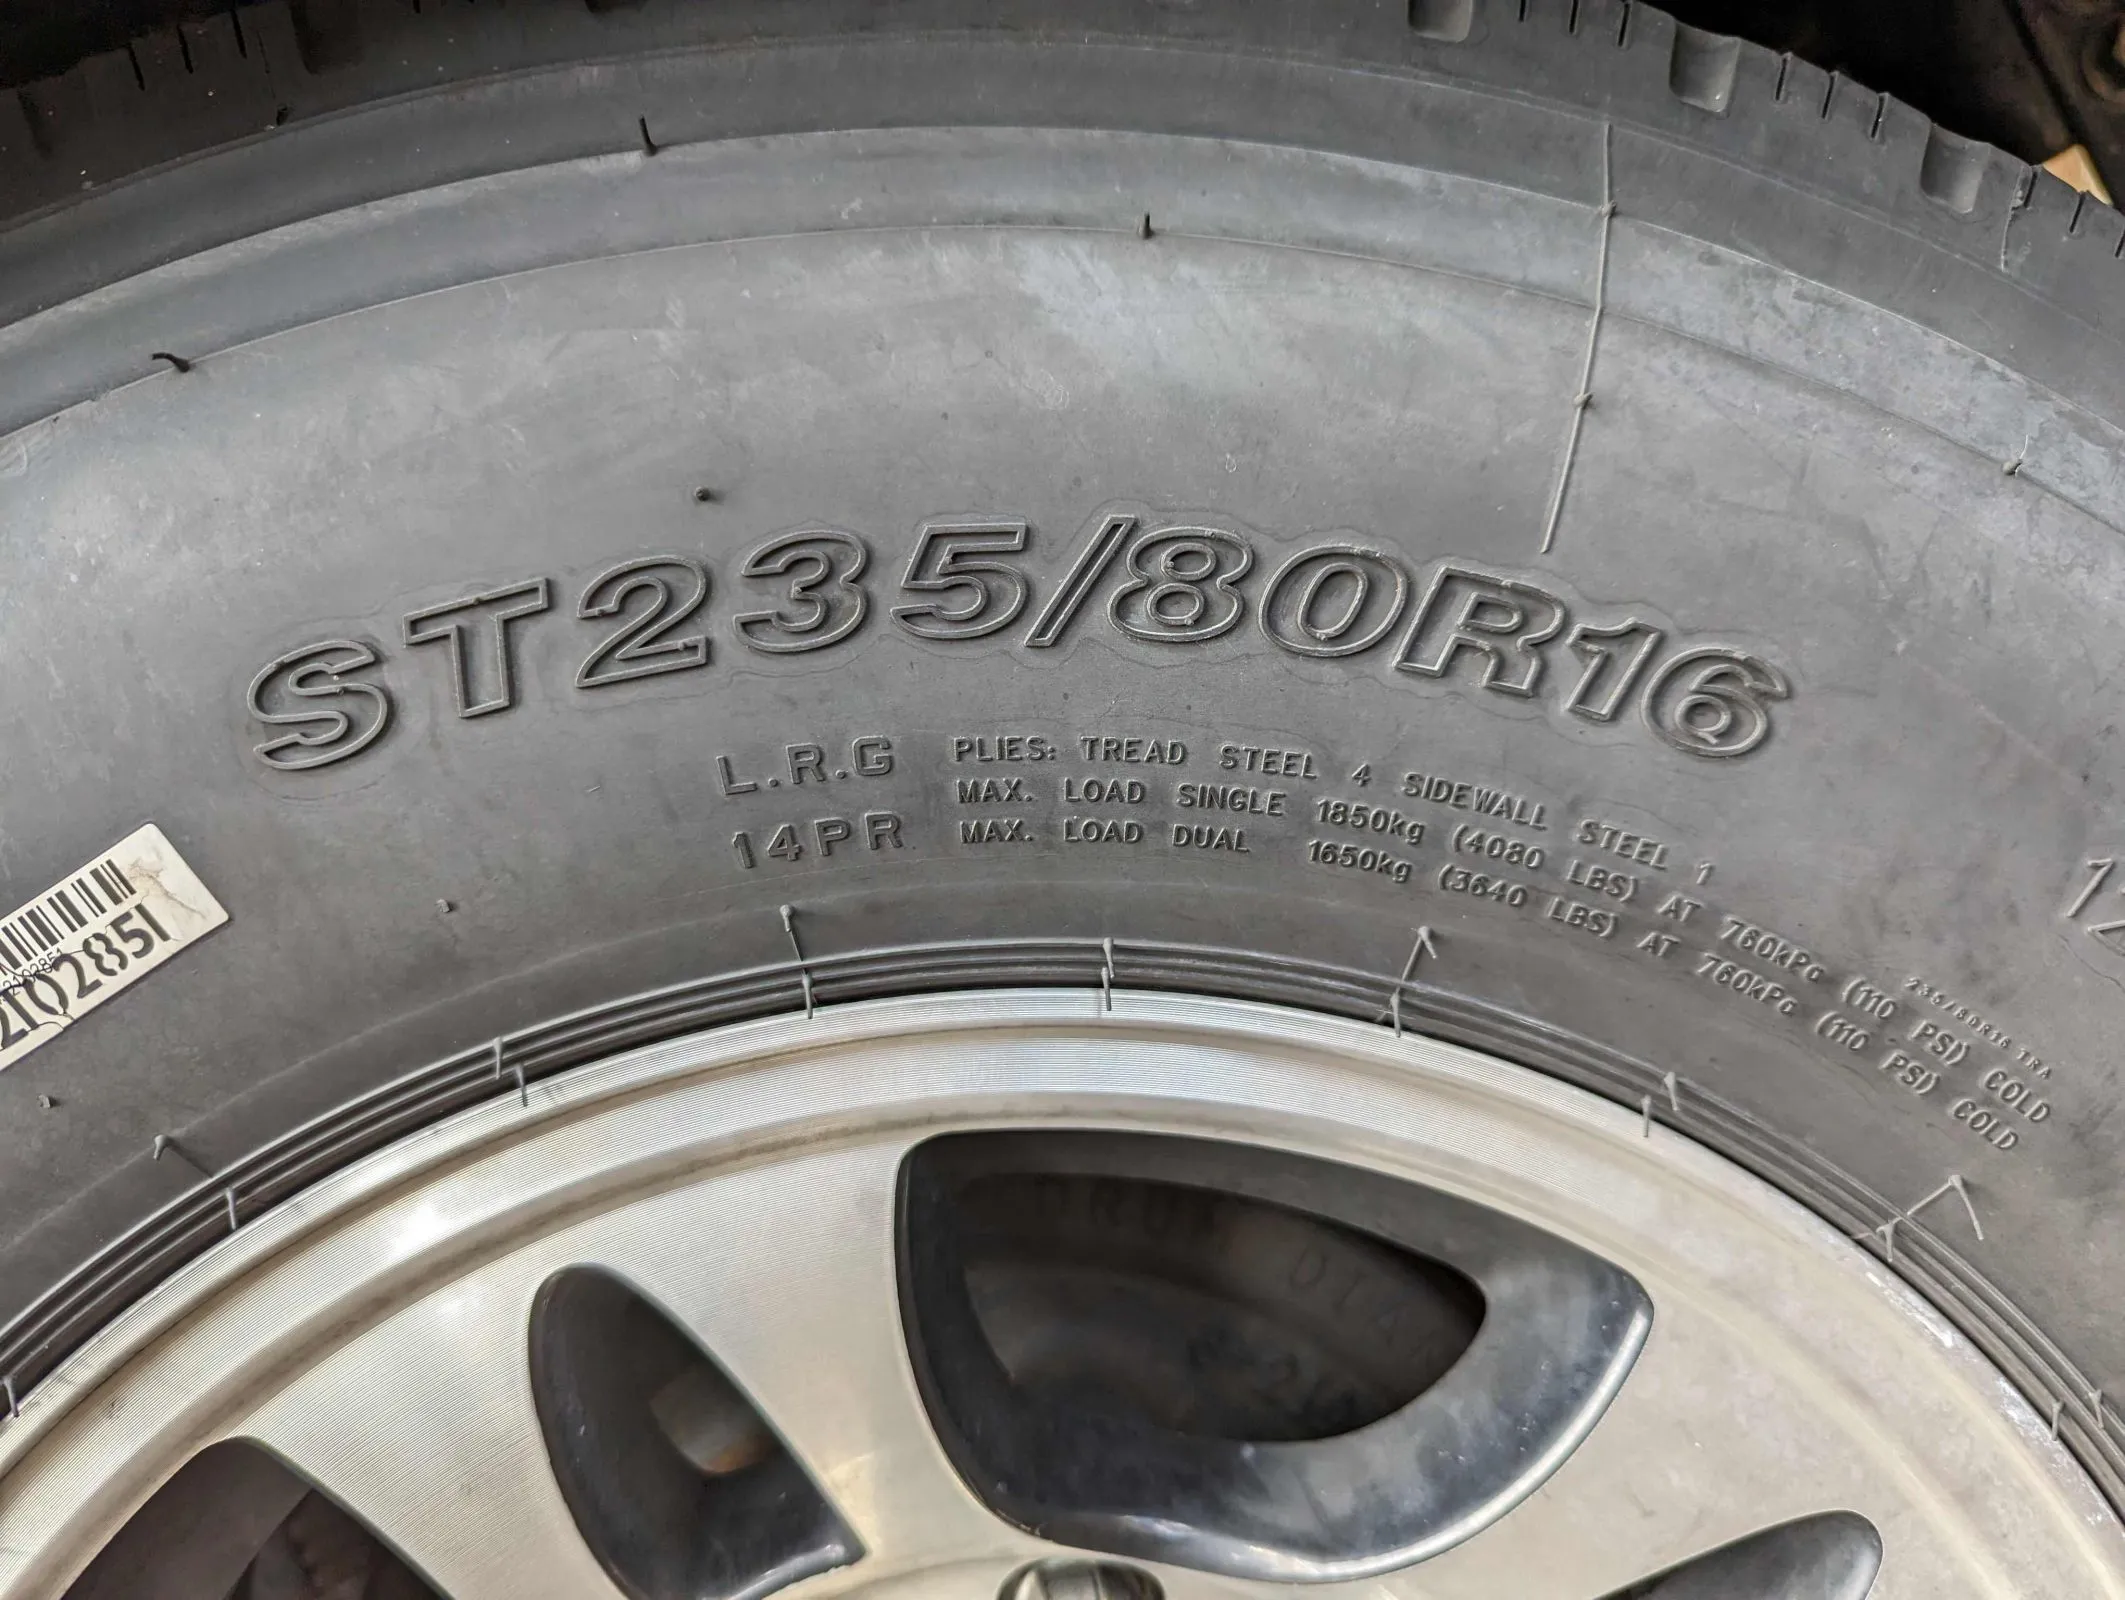 ST235/80R16
L.R.G
14PR
PLIES: TREAD STEEL 4 SIDEWALL STEEL 1
MAX. LOAD SINGLE 1850kg (4080 LBS) AT 760kPa (110 PSI) COLD
MAX. LOAD DUAL 1650kg (3640 LBS) AT 760kPa (110 PSI) COLD
235/80R16 TRA
2102851